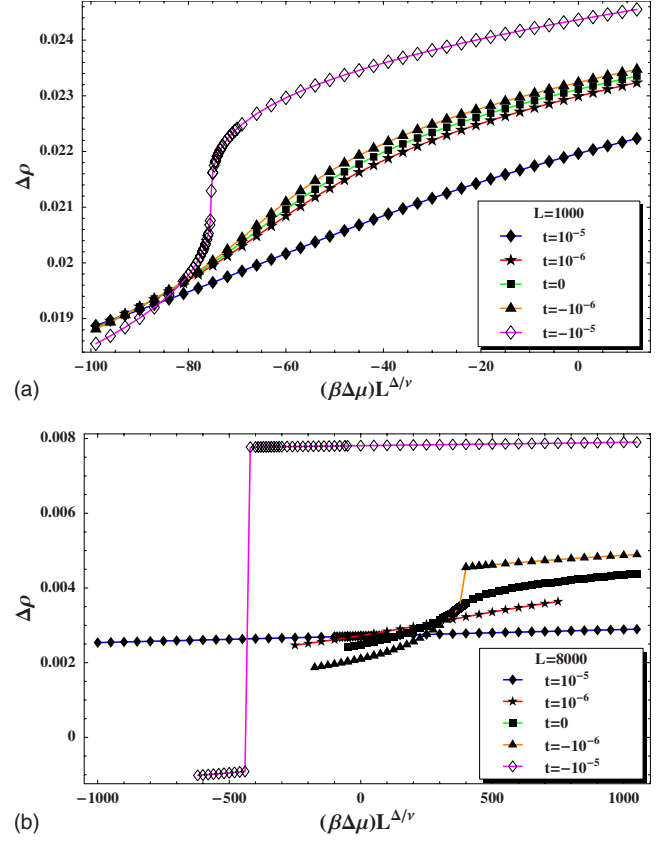 0.024
0.023
0.022
0.021
0.02
0.019
Δρ
L=1000
t=10⁻⁵
t=10⁻⁶
t=0
t=−10⁻⁶
t=−10⁻⁵
−100 −80 −60 −40 −20 0
(a)
(βΔμ)L^{Δ/ν}
0.008
0.006
0.004
0.002
0
Δρ
L=8000
t=10⁻⁵
t=10⁻⁶
t=0
t=−10⁻⁶
t=−10⁻⁵
-1000 -500 0 500 1000
(b)
(βΔμ)L^{Δ/ν}